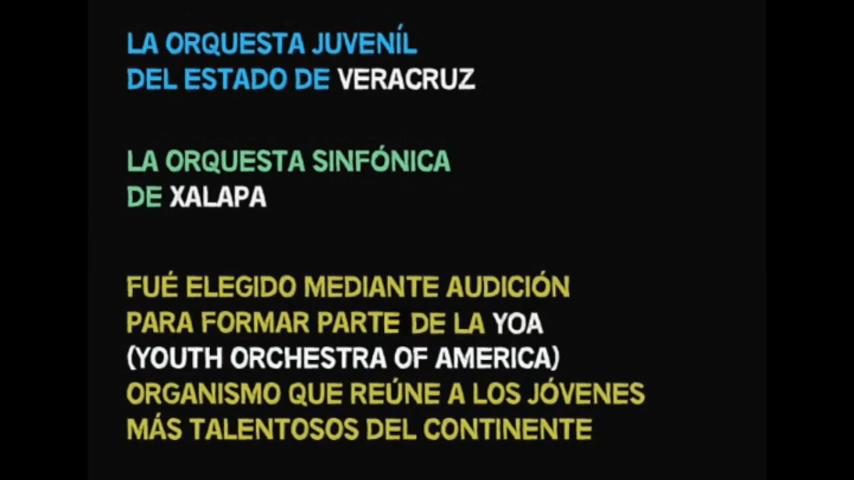 LA ORQUESTA JUVENÍL
DEL ESTADO DE VERACRUZ
LA ORQUESTA SINFÓNICA
DE XALAPA
FUÉ ELEGIDO MEDIANTE AUDICIÓN
PARA FORMAR PARTE DE LA YOA
(YOUTH ORCHESTRA OF AMERICA)
ORGANISMO QUE REÚNE A LOS JÓVENES
MÁS TALENTOSOS DEL CONTINENTE